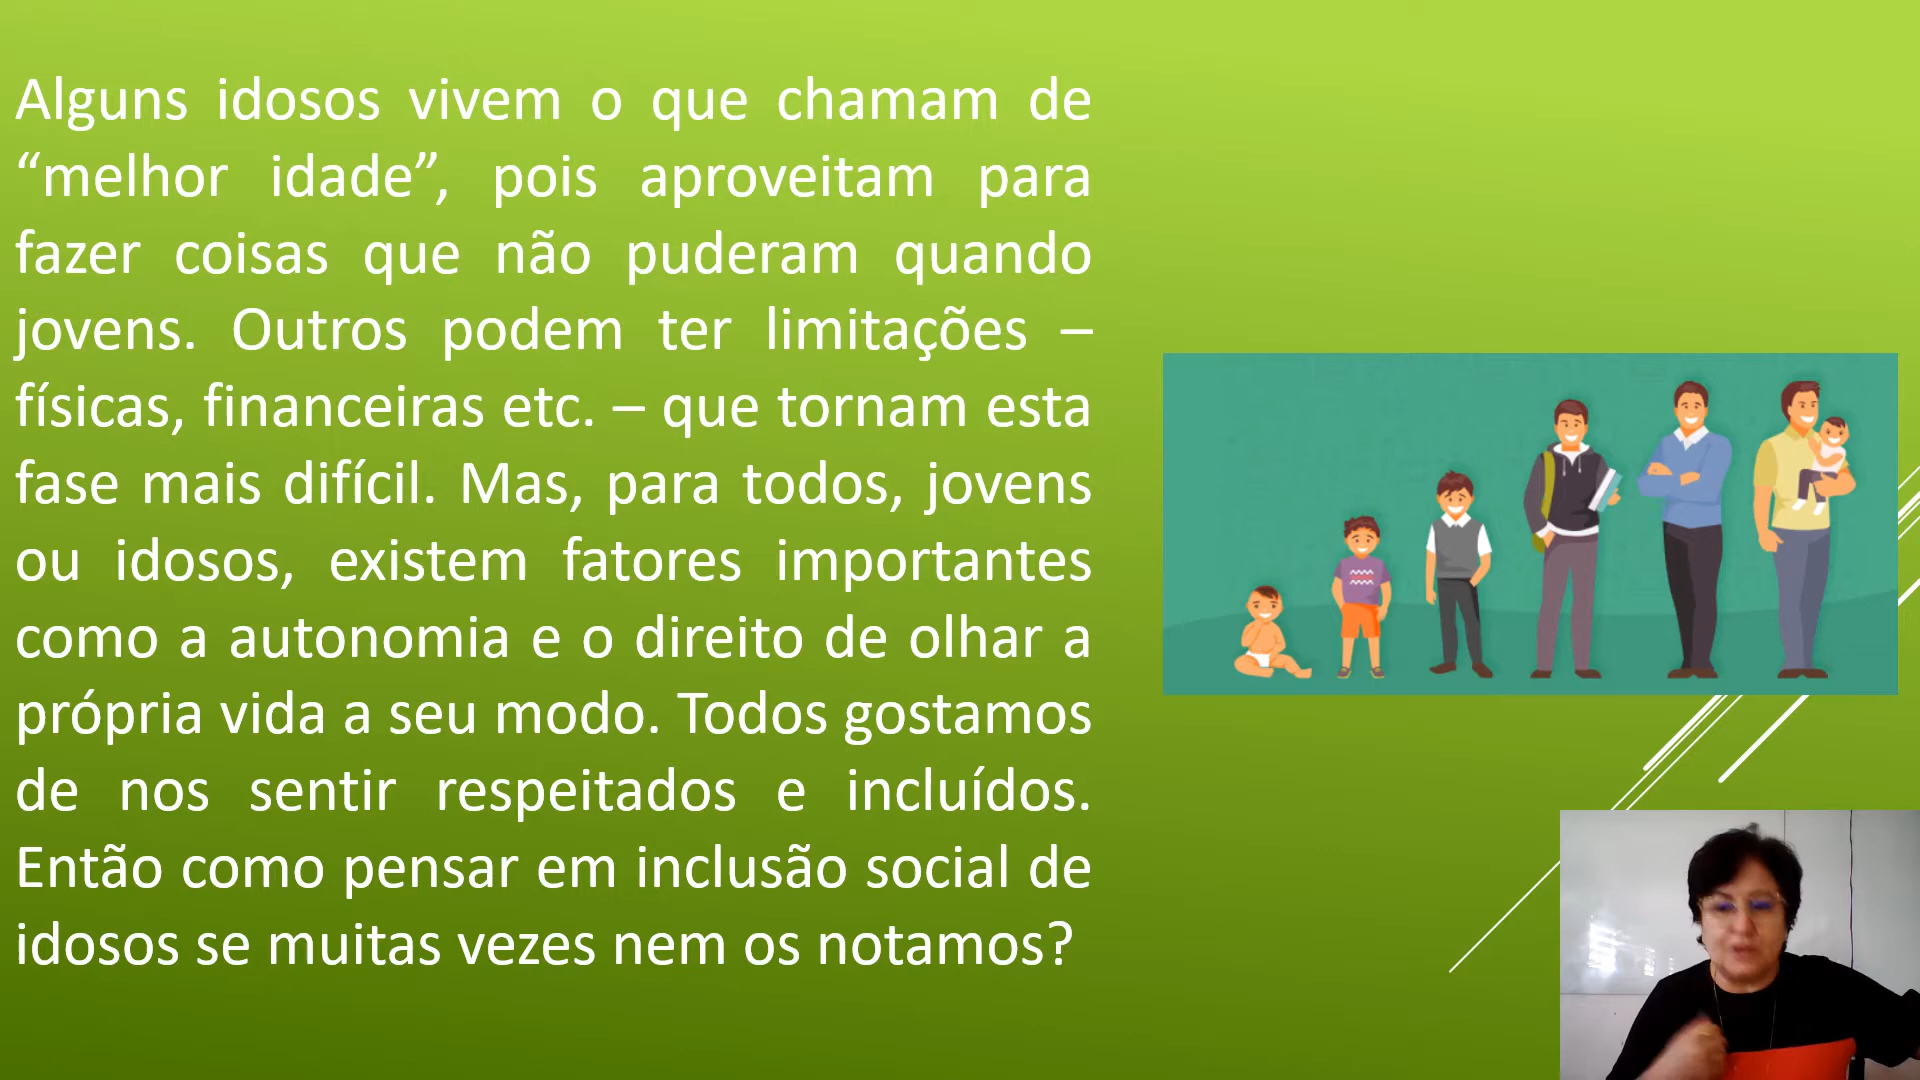 Alguns idosos vivem o que chamam de
“melhor idade”, pois aproveitam para
fazer coisas que não puderam quando
jovens. Outros podem ter limitações –
físicas, financeiras etc. – que tornam esta
fase mais difícil. Mas, para todos, jovens
ou idosos, existem fatores importantes
como a autonomia e o direito de olhar a
própria vida a seu modo. Todos gostamos
de nos sentir respeitados e incluídos.
Então como pensar em inclusão social de
idosos se muitas vezes nem os notamos?